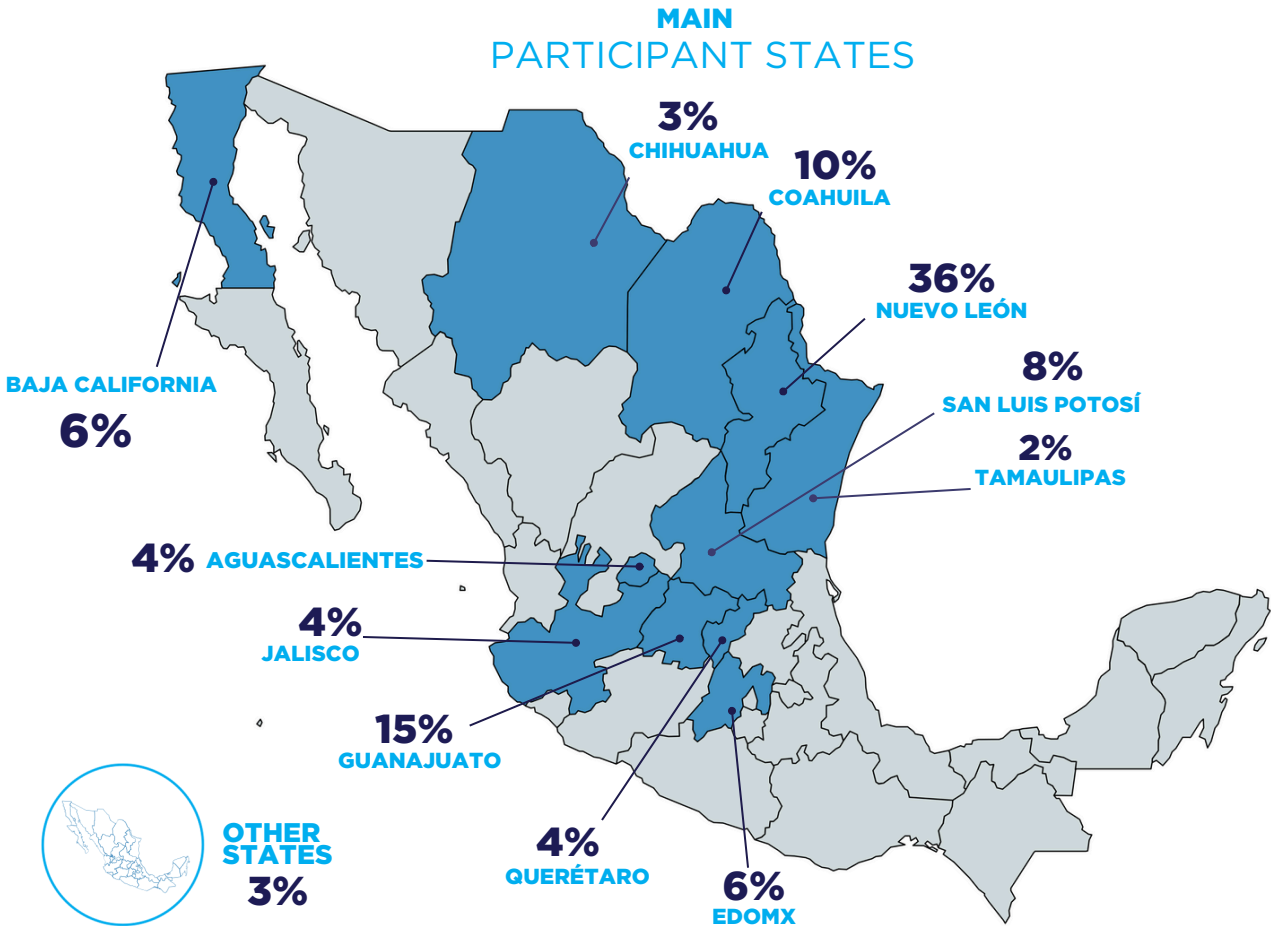 MAIN
PARTICIPANT STATES
3%
CHIHUAHUA
10%
COAHUILA
36%
NUEVO LEÓN
8%
SAN LUIS POTOSÍ
2%
TAMAULIPAS
BAJA CALIFORNIA
6%
4% AGUASCALIENTES
4%
JALISCO
15%
GUANAJUATO
4%
QUERÉTARO
6%
EDOMX
OTHER
STATES
3%